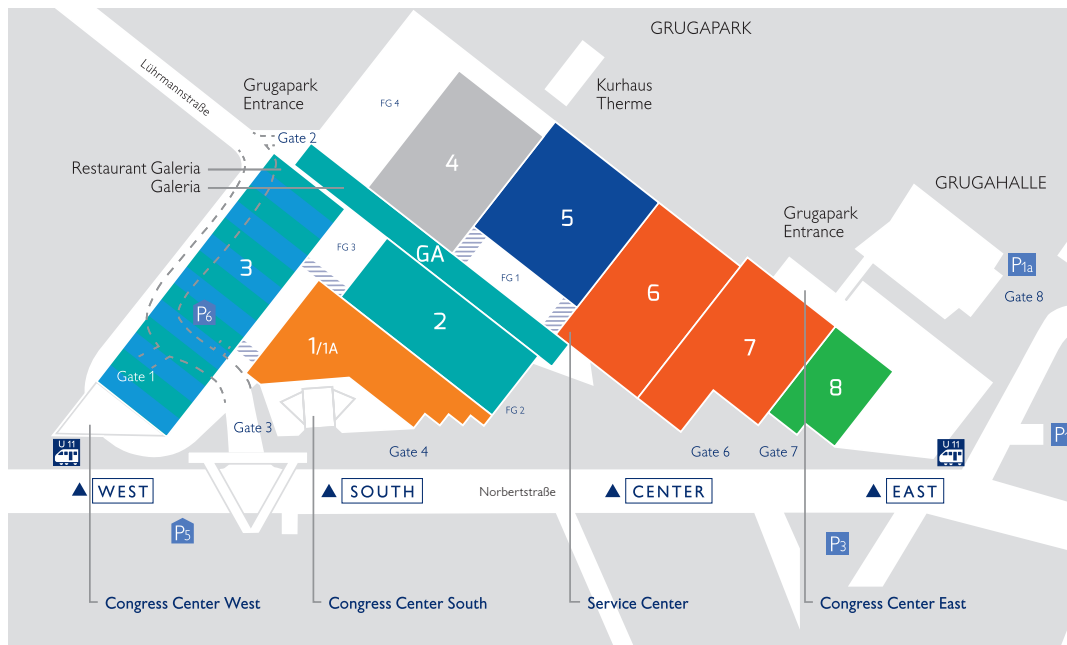 GRUGAPARK
Lührmannstraße
Grugapark
Entrance
Kurhaus
Therme
FG 4
Gate 2
4
Restaurant Galeria
Galeria
GRUGAHALLE
5
Grugapark
Entrance
FG 3
GA
3
FG 1
P1a
6
Gate 8
P6
2
1/1A
7
Gate 1
8
FG 2
Gate 3
U 11
Gate 4
Gate 6
Gate 7
U 11
WEST
SOUTH
Norbertstraße
CENTER
EAST
P5
P3
Congress Center West
Congress Center South
Service Center
Congress Center East